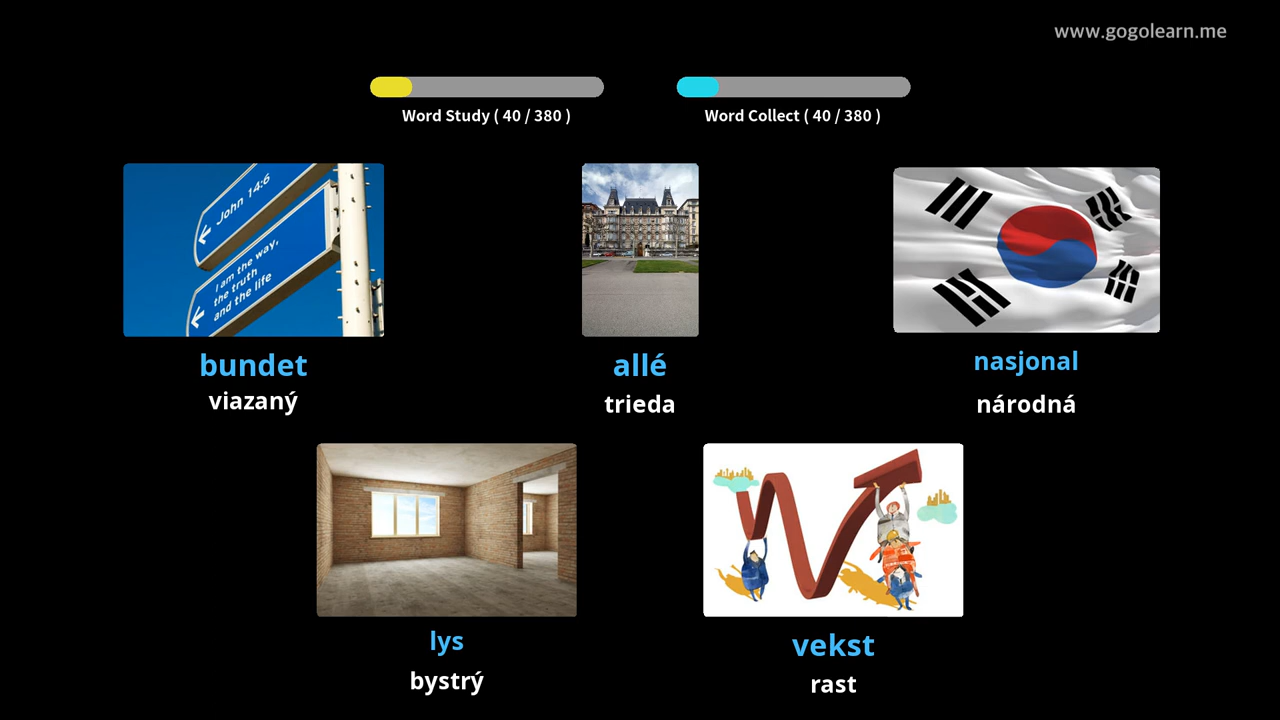 www.gogolearn.me
Word Study ( 40 / 380 )
Word Collect ( 40 / 380 )
John 14:6
I am the way,
the truth
and the life
bundet
viazaný
allé
trieda
nasjonal
národná
lys
bystrý
vekst
rast